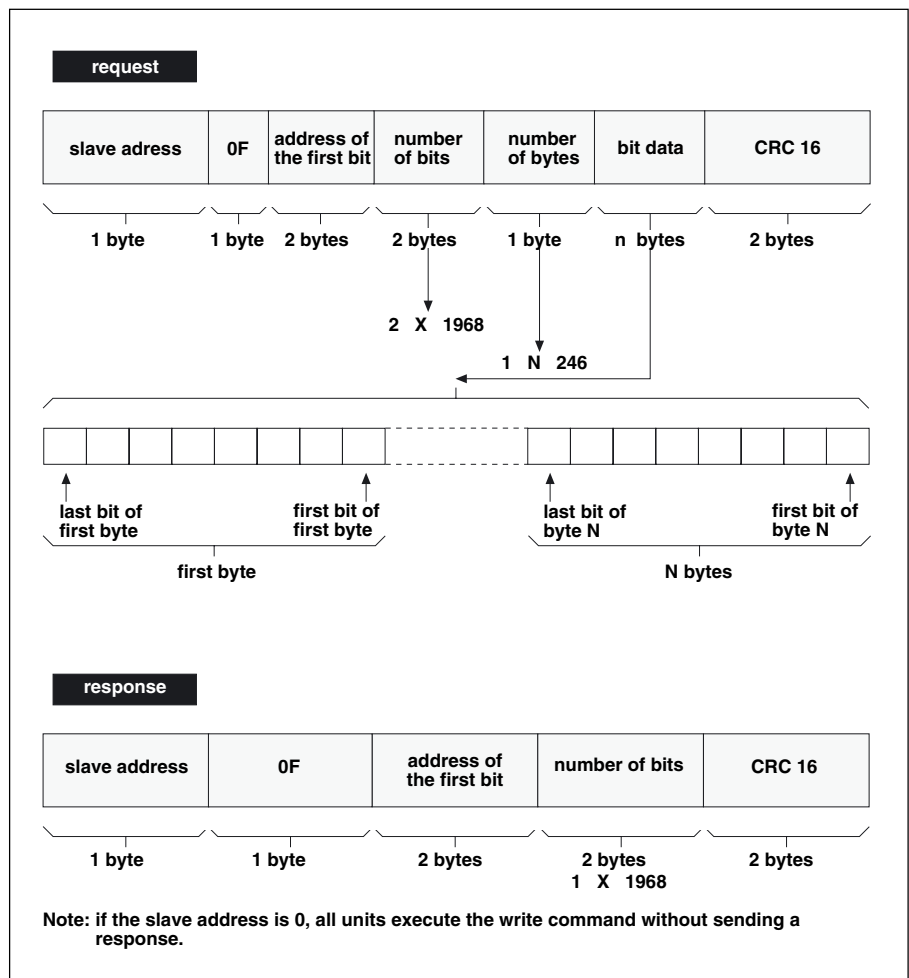 request
slave adress
0F
address of
the first bit
number
of bits
number
of bytes
bit data
CRC 16
1 byte
1 byte
2 bytes
2 bytes
1 byte
n bytes
2 bytes
2 X 1968
1 N 246
last bit of
first byte
first bit of
first byte
last bit of
byte N
first bit of
byte N
first byte
N bytes
response
slave address
0F
address of
the first bit
number of bits
CRC 16
1 byte
1 byte
2 bytes
2 bytes
1 X 1968
2 bytes
Note: if the slave address is 0, all units execute the write command without sending a
response.